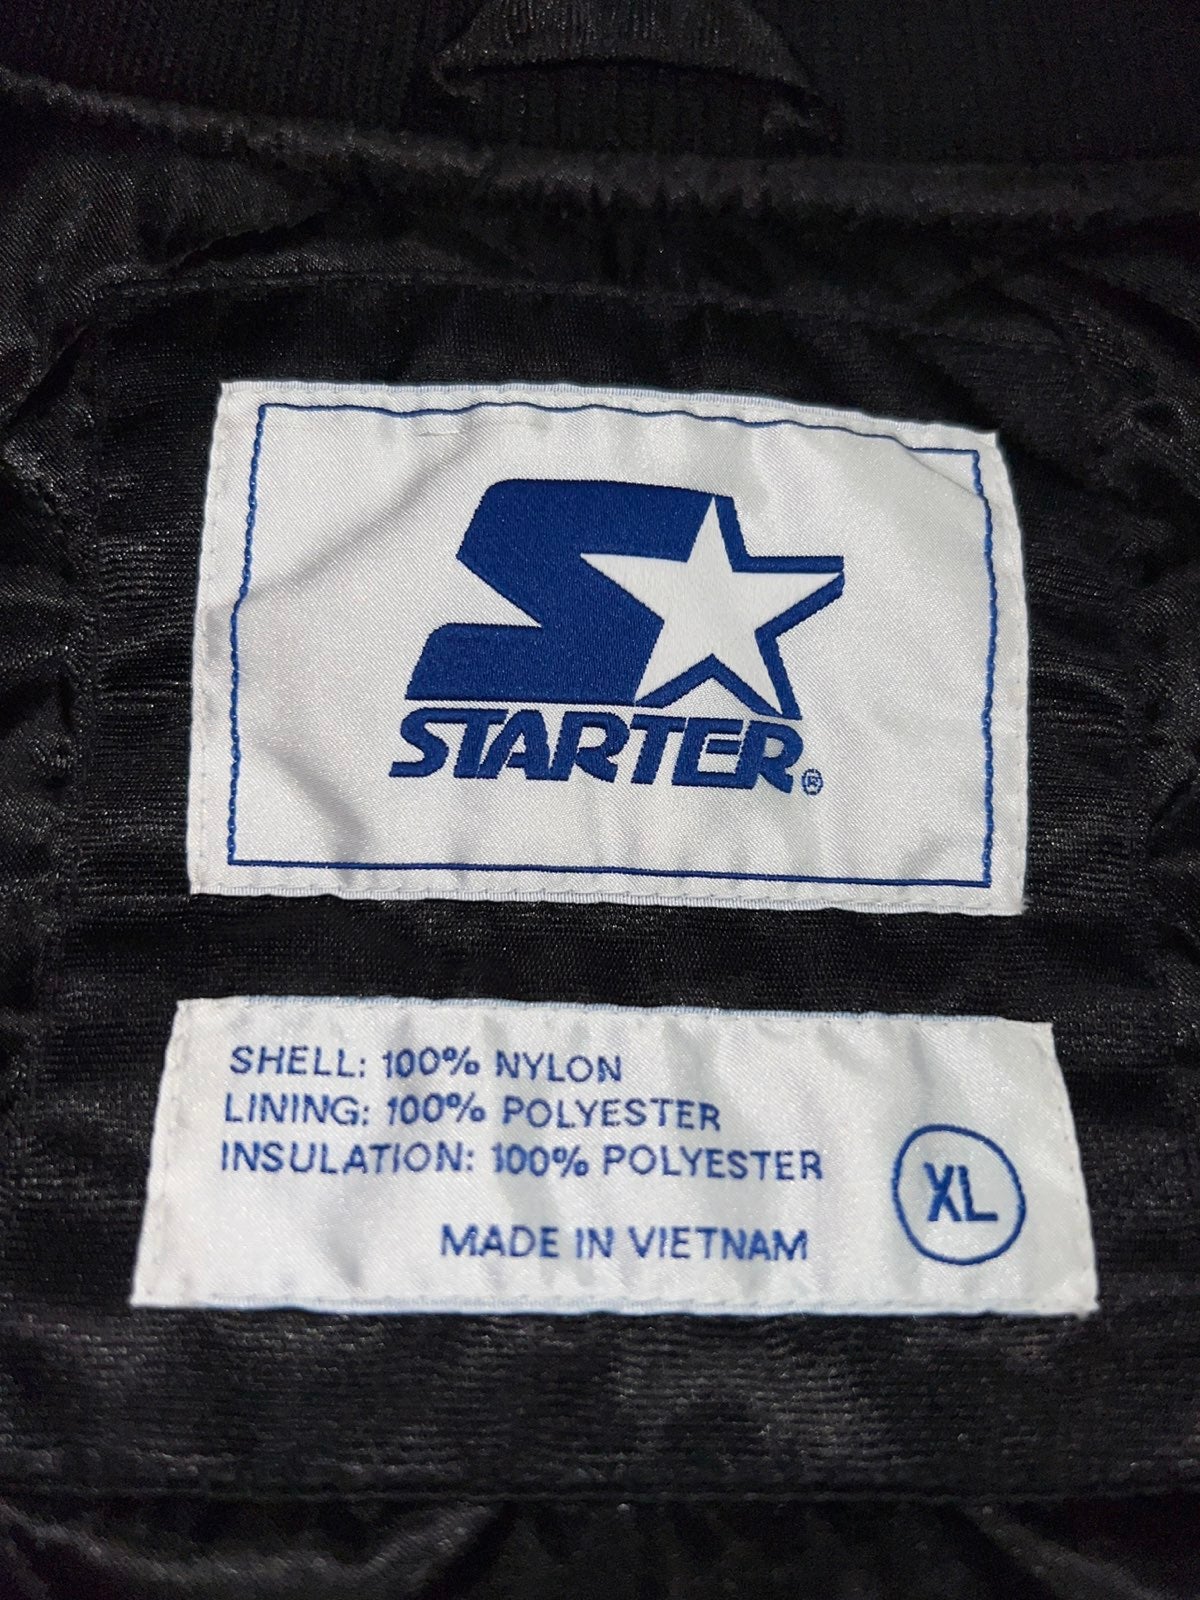 STARTER®
SHELL: 100% NYLON
LINING: 100% POLYESTER
INSULATION: 100% POLYESTER
XL
MADE IN VIETNAM